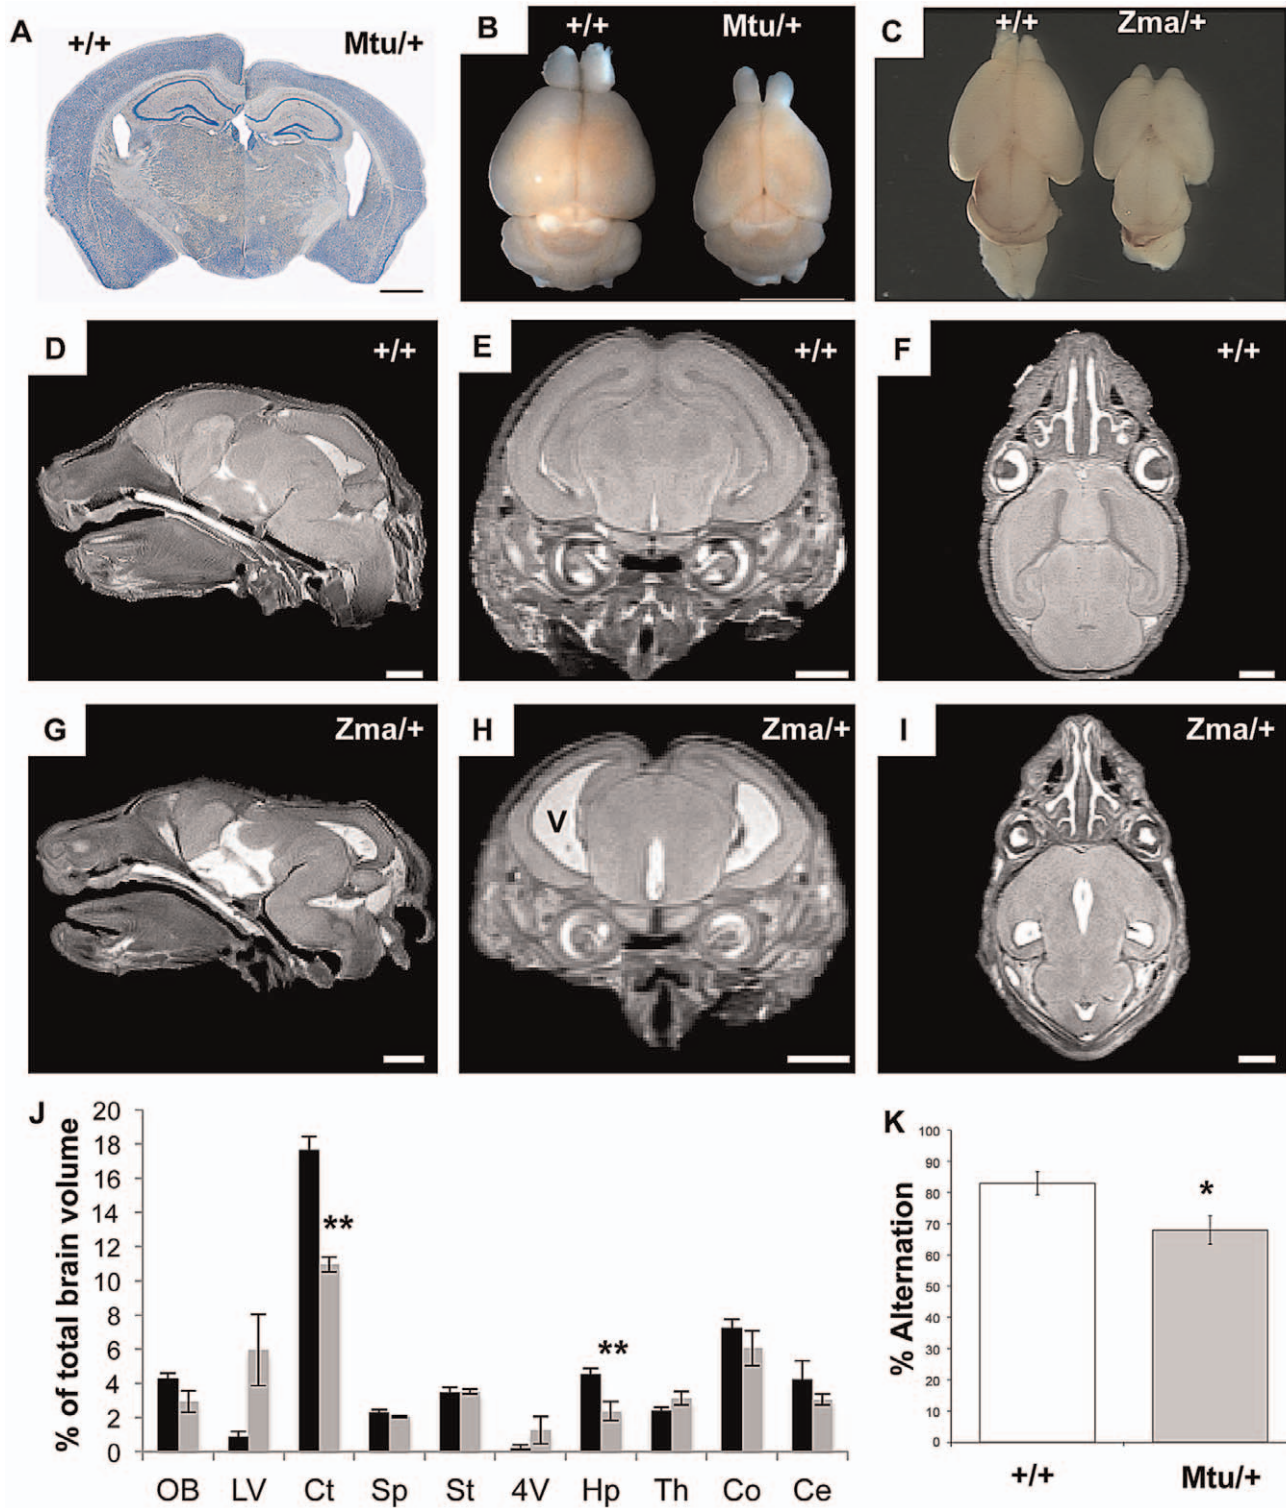 A
+/+
Mtu/+
B
+/+
Mtu/+
C
+/+
Zma/+
D
+/+
E
+/+
F
+/+
G
Zma/+
H
Zma/+
V
I
Zma/+
J
% of total brain volume
20
18
16
14
12
10
8
6
4
2
0
**
**
OB LV Ct Sp St 4V Hp Th Co Ce
K
% Alternation
100
90
80
70
60
50
40
30
20
10
0
*
+/+ Mtu/+